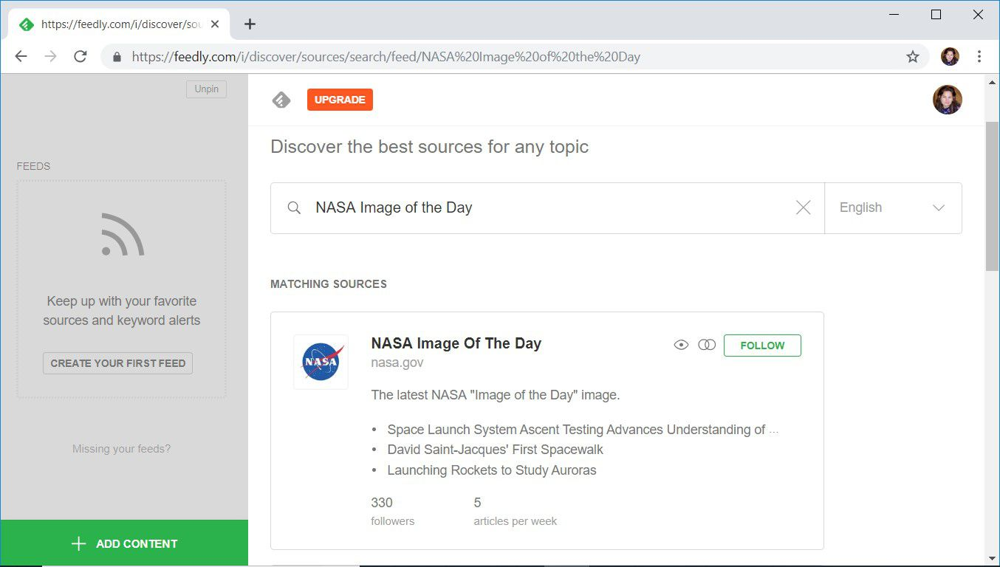 https://feedly.com/i/discover/sou
https://feedly.com/i/discover/sources/search/feed/NASA%20Image%20of%20the%20Day
Unpin
FEEDS
Keep up with your favorite
sources and keyword alerts
CREATE YOUR FIRST FEED
Missing your feeds?
ADD CONTENT
UPGRADE
Discover the best sources for any topic
NASA Image of the Day
English
MATCHING SOURCES
NASA
NASA Image Of The Day
FOLLOW
nasa.gov
The latest NASA "Image of the Day" image.
• Space Launch System Ascent Testing Advances Understanding of ...
• David Saint-Jacques' First Spacewalk
• Launching Rockets to Study Auroras
330 5
followers articles per week